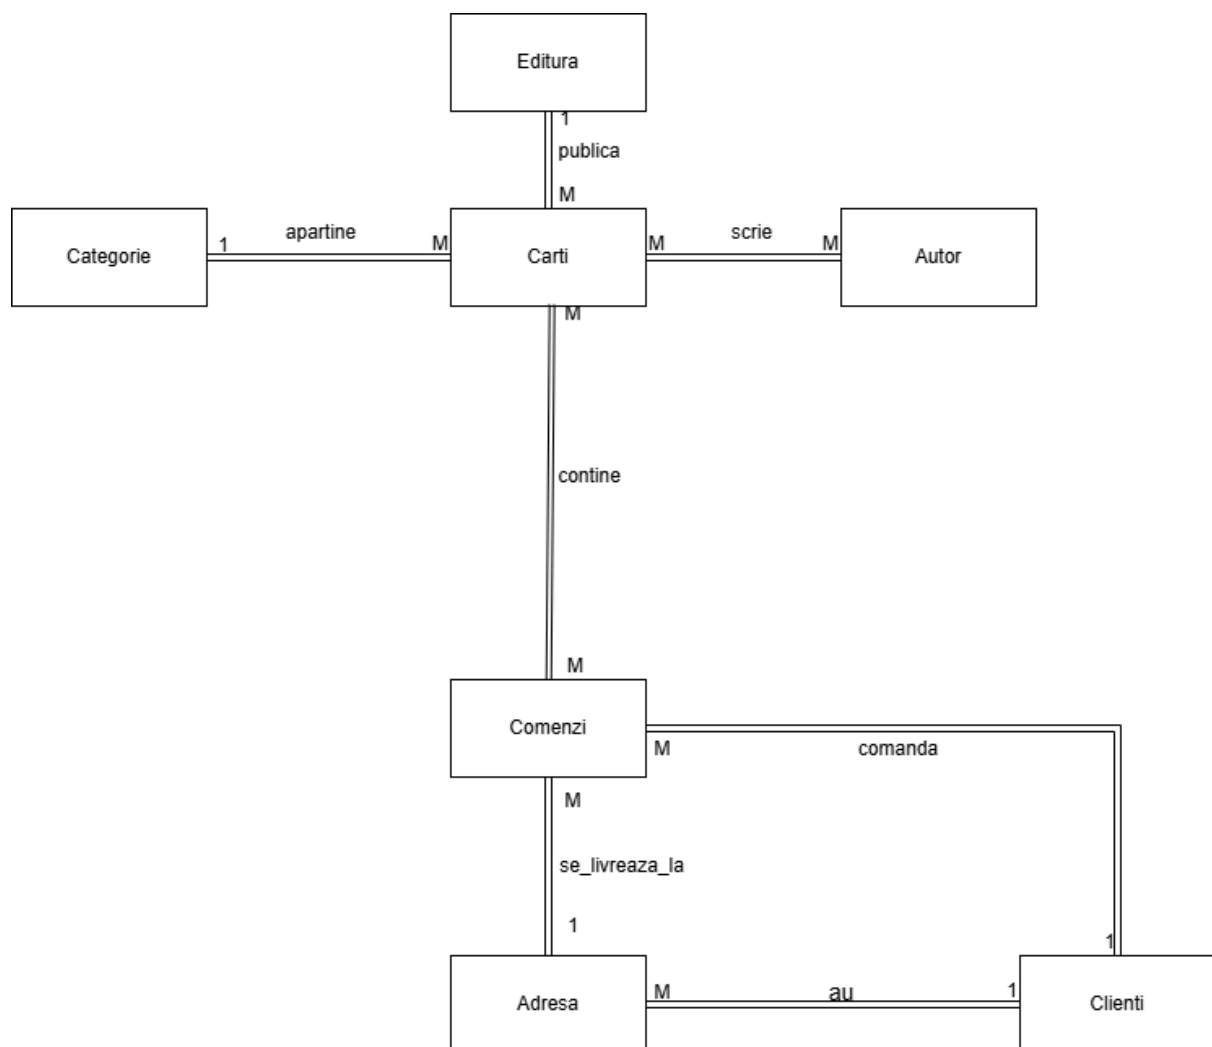 Editura
1
publica
M
Categorie
1
apartine
M
Carti
M
scrie
M
Autor
M
contine
M
Comenzi
M
comanda
M
se_livreaza_la
1
1
Adresa
M
au
1
Clienti